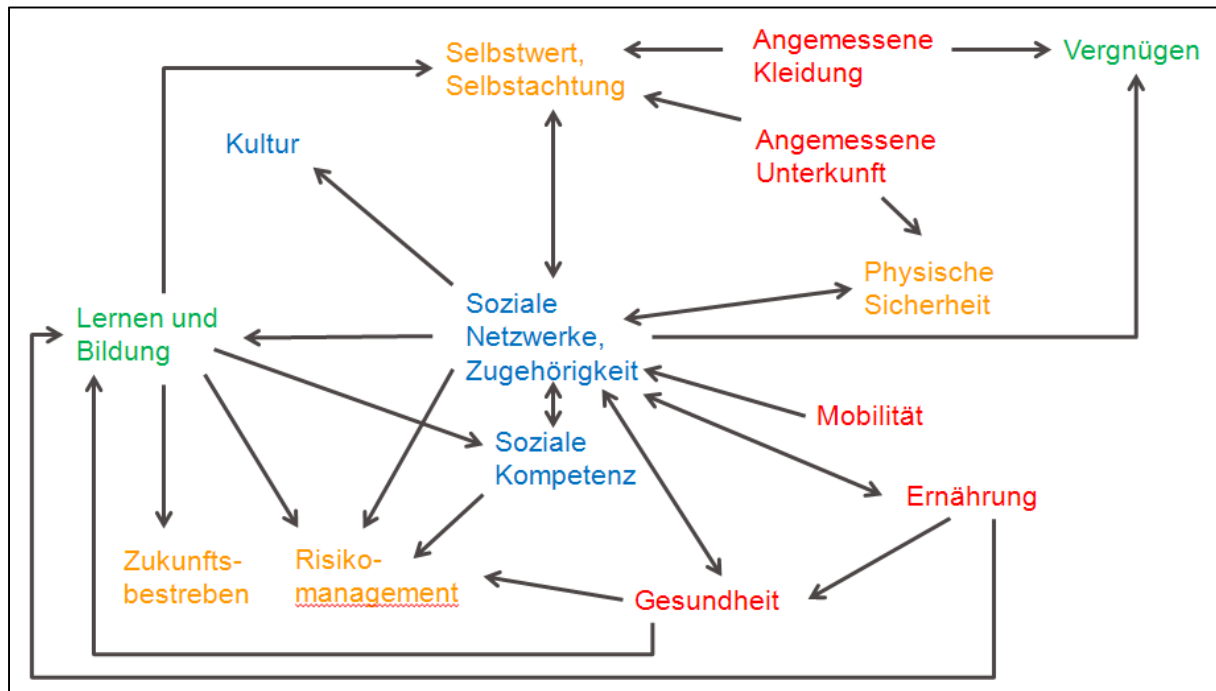 Selbstwert,
Selbstachtung
Angemessene
Kleidung
Vergnügen
Kultur
Angemessene
Unterkunft
Physische
Sicherheit
Lernen und
Bildung
Soziale
Netzwerke,
Zugehörigkeit
Mobilität
Soziale
Kompetenz
Ernährung
Zukunfts-
bestreben
Risiko-
management
Gesundheit